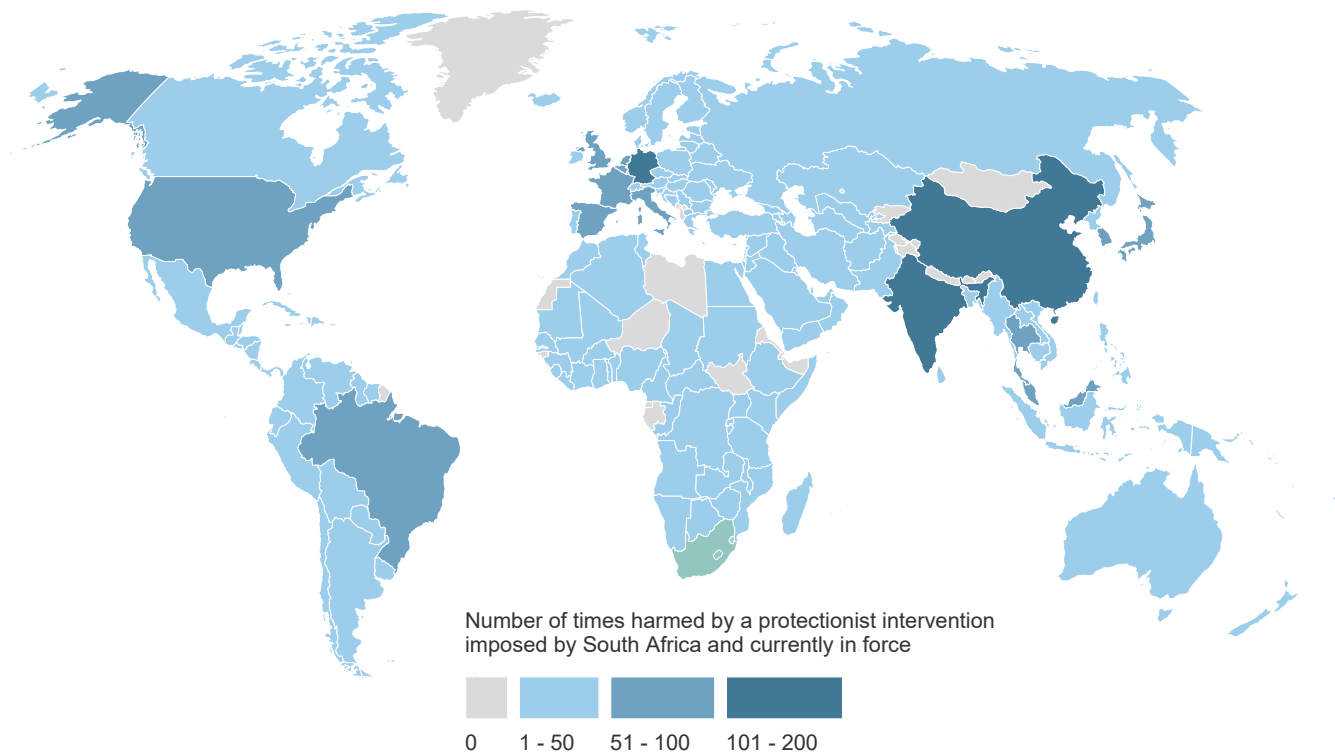 Number of times harmed by a protectionist intervention
imposed by South Africa and currently in force
0 1 - 50 51 - 100 101 - 200